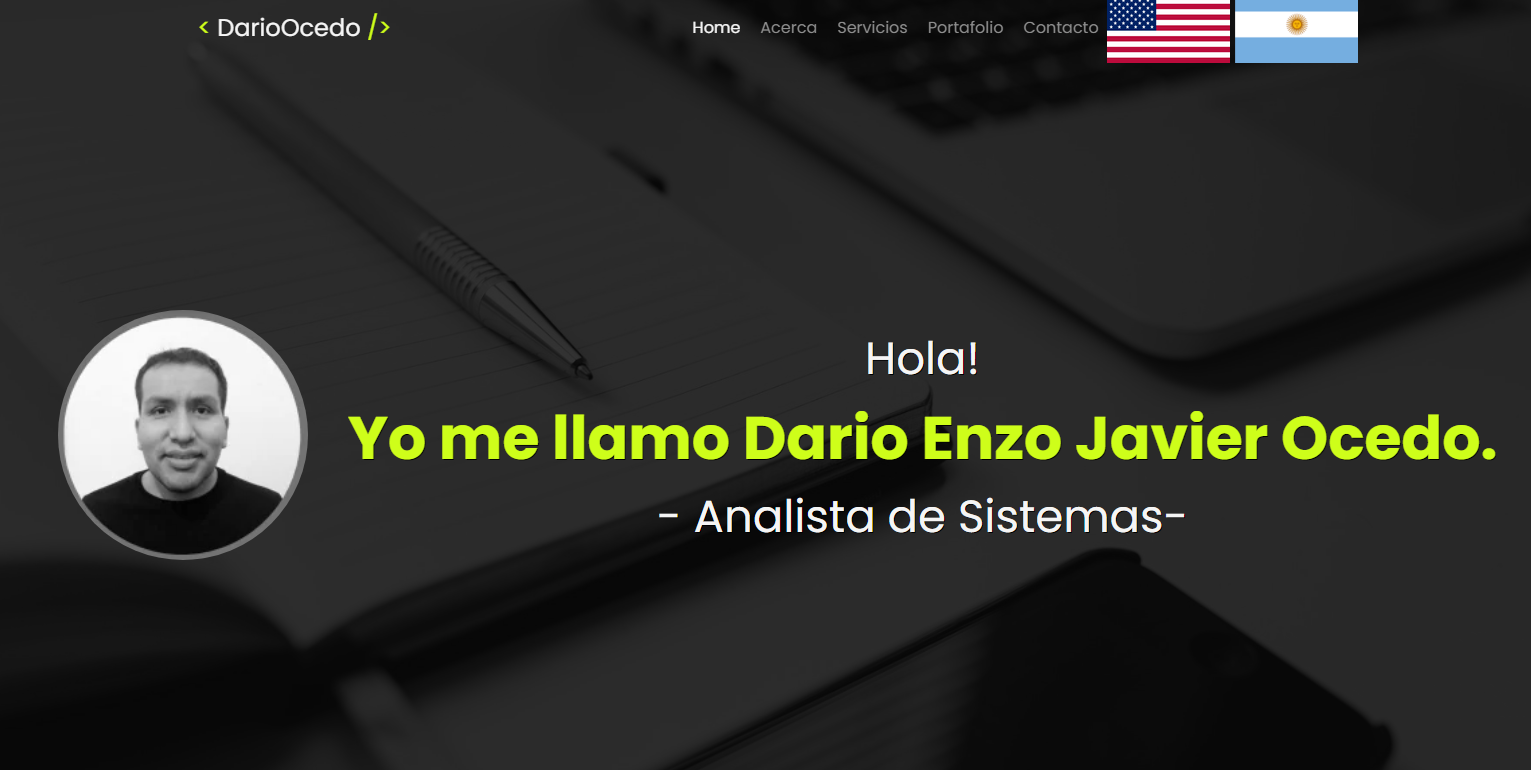 < DarioOcedo />
Home Acerca Servicios Portafolio Contacto
Hola!
Yo me llamo Dario Enzo Javier Ocedo.
- Analista de Sistemas-